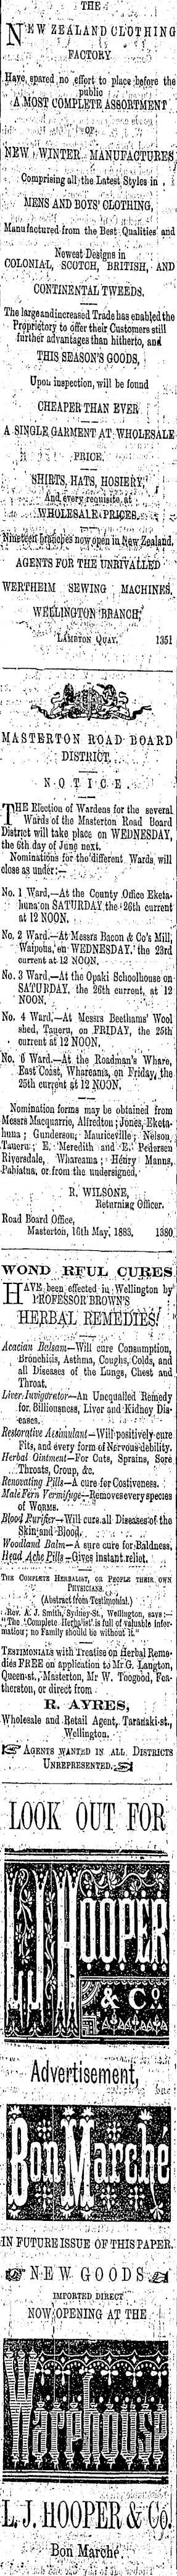 THE
NEW ZEALAND CLOTHING
FACTORY
Have spared no effort to place before the
public
A MOST COMPLETE ASSORTMENT
OF
NEW WINTER MANUFACTURES
Comprising all the Latest Styles in
MENS AND BOYS' CLOTHING,
Manufactured from the Best Qualities and
Newest Designs in
COLONIAL, SCOTCH, BRITISH, AND
CONTINENTAL TWEEDS.
The large and increased Trade has enabled the
Proprietory to offer their Customers still
further advantages than hitherto, and
THIS SEASON'S GOODS,
Upon inspection, will be found
CHEAPER THAN EVER
A SINGLE GARMENT AT WHOLESALE
PRICE.
SHIRTS, HATS, HOSIERY,
And every requisite at
WHOLESALE PRICES.
Nineteen branches now open in New Zealand.
AGENTS FOR THE UNRIVALLED
WERTHEIM SEWING MACHINES.
WELLINGTON BRANCH,
LAMBTON QUAY. 1351
MASTERTON ROAD BOARD
DISTRICT.
NOTICE.
THE Election of Wardens for the several
Wards of the Masterton Road Board
District will take place on WEDNESDAY,
the 6th day of June next.
Nominations for the different Wards will
close as under:—
No. 1 Ward.—At the County Office Eketa-
huna on SATURDAY the 26th current
at 12 NOON.
No. 2 Ward.—At Messrs Bacon & Co's Mill,
Waipoua, on WEDNESDAY, the 23rd
current at 12 NOON.
No. 3 Ward.—At the Opaki Schoolhouse on
SATURDAY, the 26th current, at 12
NOON.
No. 4 Ward.—At Messrs Beethams' Wool
shed, Taueru, on FRIDAY, the 25th
current at 12 NOON.
No. 6 Ward.—At the Roadman's Whare,
East Coast, Whareama, on Friday, the
25th current at 12 NOON.
Nomination forms may be obtained from
Messrs Macquarrie, Alfredton; Jones, Eketa-
huna; Gunderson, Mauriceville; Nelson,
Taueru; E. Meredith and E. Pedersen
Riversdale, Whareama; Henry Manns,
Pahiatua, or from the undersigned,
R. WILSONE,
Returning Officer.
Road Board Office,
Masterton, 16th May, 1883. 1380
WOND RFUL CURES
HAVE been effected in Wellington by
PROFESSOR BROWN'S
HERBAL REMEDIES!
Acacian Balsam—Will cure Consumption,
Bronchitis, Asthma, Coughs, Colds, and
all Diseases of the Lungs, Chest and
Throat.
Liver Invigorator—An Unequalled Remedy
for Billiousness, Liver and Kidney Dis-
eases.
Restorative Assimulant—Will positively cure
Fits, and every form of Nervous debility.
Herbal Ointment—For Cuts, Sprains, Sore
Throats, Croup, &c.
Renovating Pills—A cure for Costiveness.
Male Fern Vermifuge—Removes every species
of Worms.
Blood Purifier—Will cure all Diseases of the
Skin and Blood.
Woodland Balm—A sure cure for Baldness.
Head Ache Pills—Gives instant relief.
THE COMPLETE HERBALIST, OR PEOPLE THEIR OWN
PHYSICIANS.
(Abstract from Testimonial.)
Rev. A. J. Smith, Sydney-St., Wellington, says:—
"The 'Complete Herbalist' is full of valuable infor-
mation; no Family should be without it."
TESTIMONIALS with Treatise on Herbal Reme-
dies FREE on application to Mr G. Langton,
Queen-st., Masterton, Mr W. Toogood, Fea-
therston, or direct from
R. AYRES,
Wholesale and Retail Agent, Taranaki-st.,
Wellington.
AGENTS WANTED IN ALL DISTRICTS
UNREPRESENTED.
LOOK OUT FOR
L J HOOPER
& Co
Advertisement,
Bon Marché
IN FUTURE ISSUE OF THIS PAPER.
NEW GOODS
IMPORTED DIRECT
NOW OPENING AT THE
Warehouse
L. J. HOOPER & Co.
Bon Marché